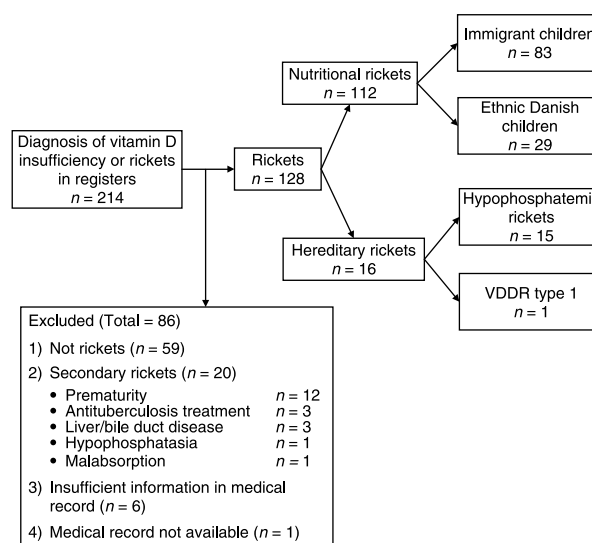 Diagnosis of vitamin D
insufficiency or rickets
in registers
n = 214
Rickets
n = 128
Nutritional rickets
n = 112
Immigrant children
n = 83
Ethnic Danish
children
n = 29
Hereditary rickets
n = 16
Hypophosphatemi
rickets
n = 15
VDDR type 1
n = 1
Excluded (Total = 86)
1) Not rickets (n = 59)
2) Secondary rickets (n = 20)
• Prematurity n = 12
• Antituberculosis treatment n = 3
• Liver/bile duct disease n = 3
• Hypophosphatasia n = 1
• Malabsorption n = 1
3) Insufficient information in medical
record (n = 6)
4) Medical record not available (n = 1)